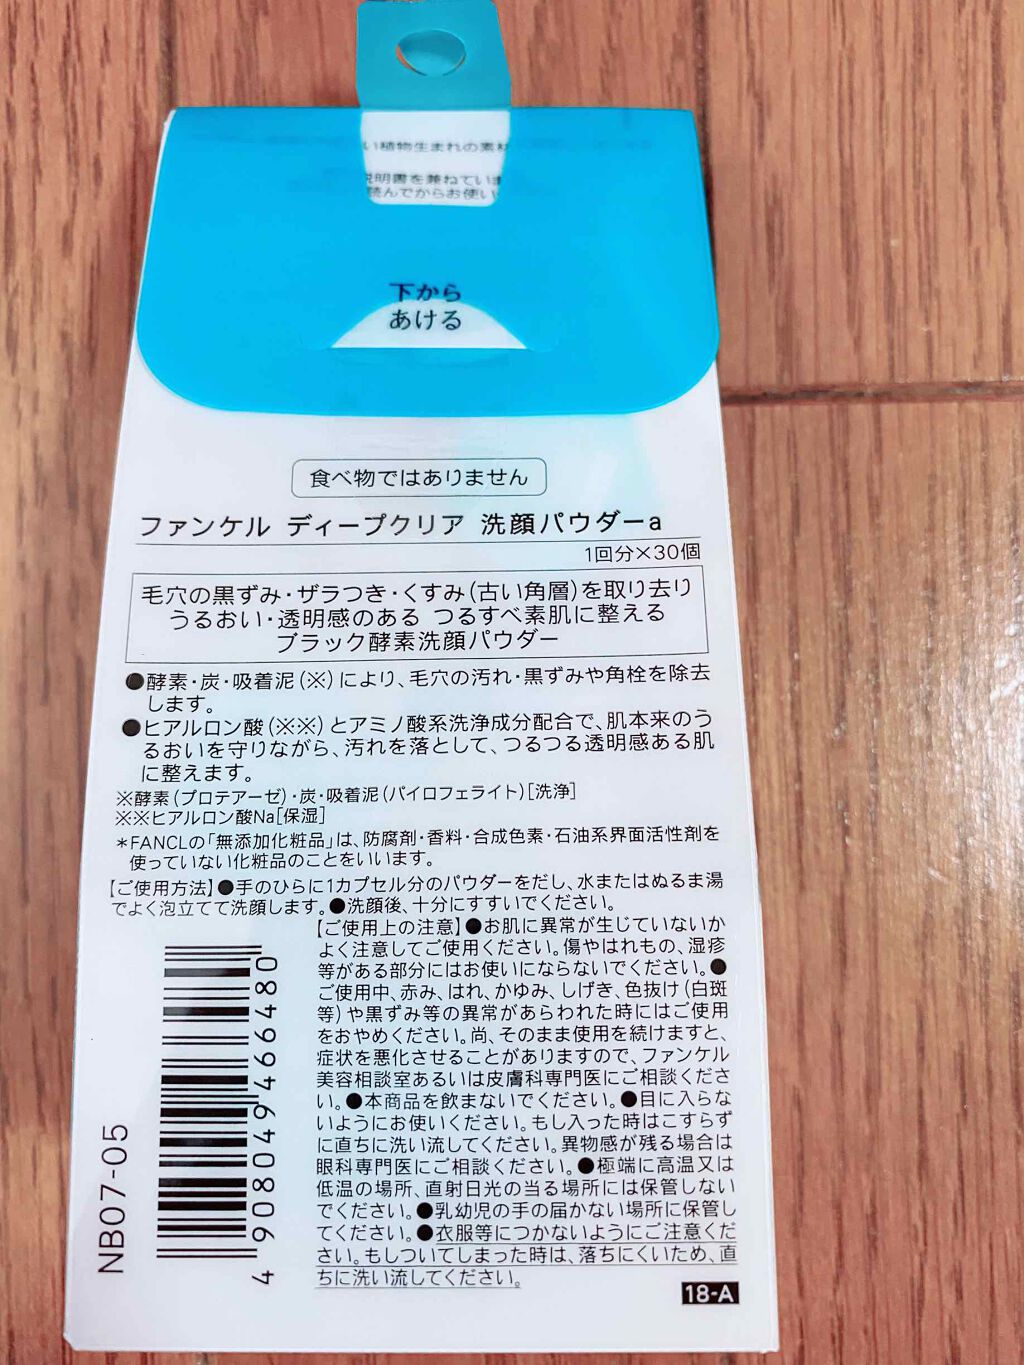 い植物生まれの素材
説明書を兼ねていま
読んでからお使い
下から
あける
食べ物ではありません
ファンケル ディープクリア 洗顔パウダーa
1回分×30個
毛穴の黒ずみ・ザラつき・くすみ(古い角層)を取り去り
うるおい・透明感のある つるすべ素肌に整える
ブラック酵素洗顔パウダー
●酵素・炭・吸着泥(※)により、毛穴の汚れ・黒ずみや角栓を除去
します。
●ヒアルロン酸(※※)とアミノ酸系洗浄成分配合で、肌本来のう
るおいを守りながら、汚れを落として、つるつる透明感ある肌
に整えます。
※酵素(プロテアーゼ)・炭・吸着泥(パイロフェライト)[洗浄]
※※ヒアルロン酸Na[保湿]
*FANCLの「無添加化粧品」は、防腐剤・香料・合成色素・石油系界面活性剤を
使っていない化粧品のことをいいます。
【ご使用方法】●手のひらに1カプセル分のパウダーをだし、水またはぬるま湯
でよく泡立てて洗顔します。●洗顔後、十分にすすいでください。
【ご使用上の注意】●お肌に異常が生じていないか
よく注意してご使用ください。傷やはれもの、湿疹
等がある部分にはお使いにならないでください。●
ご使用中、赤み、はれ、かゆみ、しげき、色抜け(白斑
等)や黒ずみ等の異常があらわれた時にはご使用
をおやめください。尚、そのまま使用を続けますと、
症状を悪化させることがありますので、ファンケル
美容相談室あるいは皮膚科専門医にご相談くださ
い。●本商品を飲まないでください。●目に入らな
いようにお使いください。もし入った時はこすらず
に直ちに洗い流してください。異物感が残る場合は
眼科専門医にご相談ください。●極端に高温又は
低温の場所、直射日光の当る場所には保管しない
でください。●乳幼児の手の届かない場所に保管し
てください。●衣服等につかないようにご注意くだ
さい。もしついてしまった時は、落ちにくいため、直
ちに洗い流してください。
4 908049 466480
NB07-05
18-A